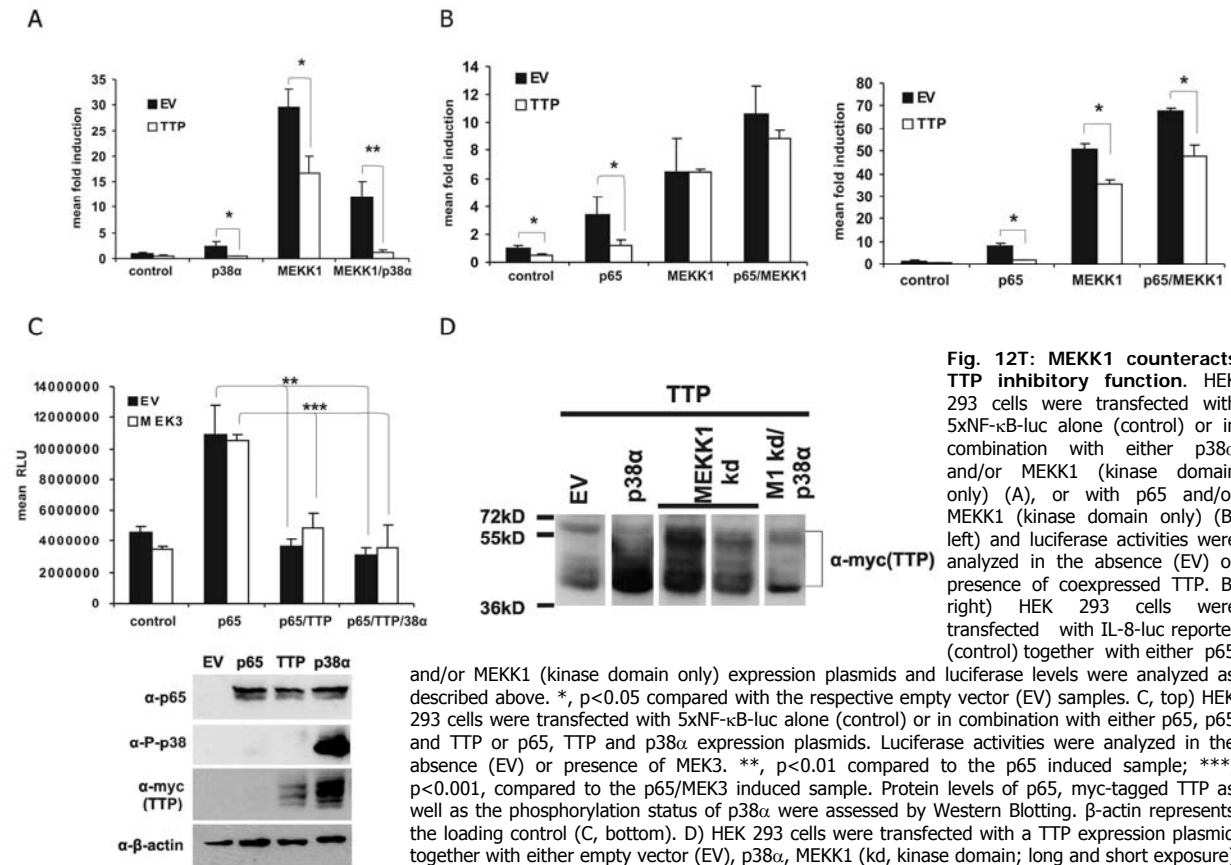 A
B
35
30
25
20
15
10
5
0
mean fold induction
EV
TTP
*
*
**
control p38α MEKK1 MEKK1/p38α
14
12
10
8
6
4
2
0
mean fold induction
EV
TTP
*
*
control p65 MEKK1 p65/MEKK1
80
70
60
50
40
30
20
10
0
mean fold induction
EV
TTP
*
*
*
control p65 MEKK1 p65/MEKK1
C
D
14000000
12000000
10000000
8000000
6000000
4000000
2000000
0
mean RLU
EV
MEK3
**
***
control p65 p65/TTP p65/TTP/38α
EV p65 TTP p38α
α-p65
α-P-p38
α-myc
(TTP)
α-β-actin
TTP
EV
p38α
MEKK1
kd
M1 kd/
p38α
72kD
55kD
36kD
α-myc(TTP)
Fig. 12T: MEKK1 counteracts
TTP inhibitory function. HEK
293 cells were transfected with
5xNF-κB-luc alone (control) or in
combination with either p38α
and/or MEKK1 (kinase domain
only) (A), or with p65 and/or
MEKK1 (kinase domain only) (B,
left) and luciferase activities were
analyzed in the absence (EV) or
presence of coexpressed TTP. B,
right) HEK 293 cells were
transfected with IL-8-luc reporter
(control) together with either p65
and/or MEKK1 (kinase domain only) expression plasmids and luciferase levels were analyzed as
described above. *, p<0.05 compared with the respective empty vector (EV) samples. C, top) HEK
293 cells were transfected with 5xNF-κB-luc alone (control) or in combination with either p65, p65
and TTP or p65, TTP and p38α expression plasmids. Luciferase activities were analyzed in the
absence (EV) or presence of MEK3. **, p<0.01 compared to the p65 induced sample; ***,
p<0.001, compared to the p65/MEK3 induced sample. Protein levels of p65, myc-tagged TTP as
well as the phosphorylation status of p38α were assessed by Western Blotting. β-actin represents
the loading control (C, bottom). D) HEK 293 cells were transfected with a TTP expression plasmid
together with either empty vector (EV), p38α, MEKK1 (kd, kinase domain; long and short exposure)